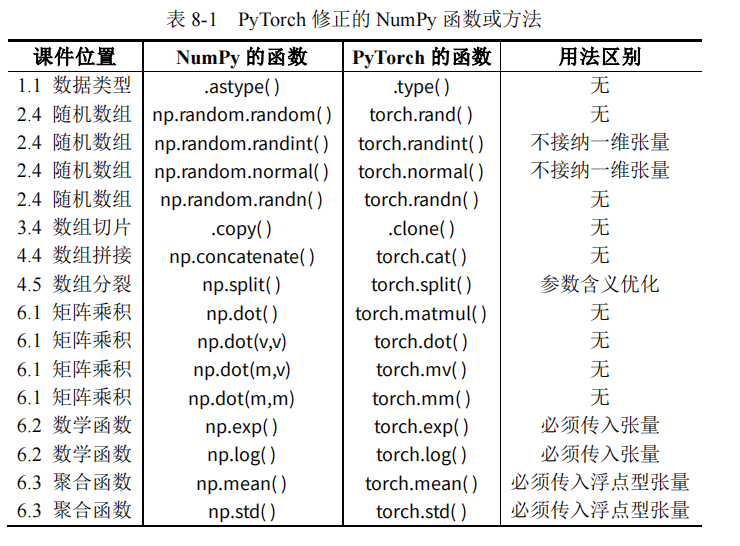 表 8-1 PyTorch 修正的 NumPy 函数或方法
课件位置 NumPy 的函数 PyTorch 的函数 用法区别
1.1 数据类型 .astype( ) .type( ) 无
2.4 随机数组 np.random.random( ) torch.rand( ) 无
2.4 随机数组 np.random.randint( ) torch.randint( ) 不接纳一维张量
2.4 随机数组 np.random.normal( ) torch.normal( ) 不接纳一维张量
2.4 随机数组 np.random.randn( ) torch.randn( ) 无
3.4 数组切片 .copy( ) .clone( ) 无
4.4 数组拼接 np.concatenate( ) torch.cat( ) 无
4.5 数组分裂 np.split( ) torch.split( ) 参数含义优化
6.1 矩阵乘积 np.dot( ) torch.matmul( ) 无
6.1 矩阵乘积 np.dot(v,v) torch.dot( ) 无
6.1 矩阵乘积 np.dot(m,v) torch.mv( ) 无
6.1 矩阵乘积 np.dot(m,m) torch.mm( ) 无
6.2 数学函数 np.exp( ) torch.exp( ) 必须传入张量
6.2 数学函数 np.log( ) torch.log( ) 必须传入张量
6.3 聚合函数 np.mean( ) torch.mean( ) 必须传入浮点型张量
6.3 聚合函数 np.std( ) torch.std( ) 必须传入浮点型张量